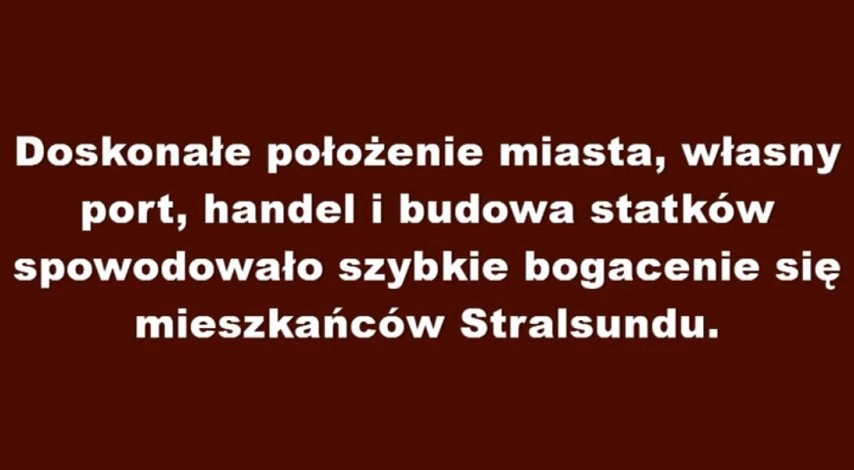 Doskonałe położenie miasta, własny
port, handel i budowa statków
spowodowało szybkie bogacenie się
mieszkańców Stralsundu.